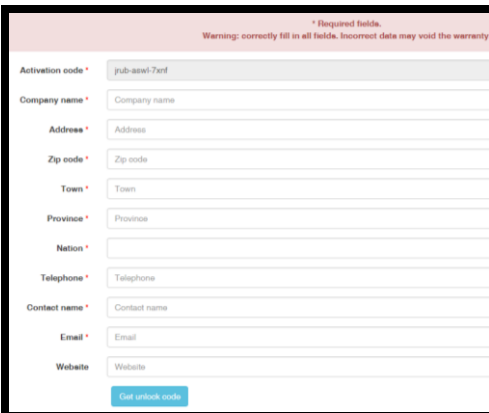 * Required fields.
Warning: correctly fill in all fields. Incorrect data may void the warranty
Activation code * jrub-aswl-7xnf
Company name * Company name
Address * Address
Zip code * Zip code
Town * Town
Province * Province
Nation *
Telephone * Telephone
Contact name * Contact name
Email * Email
Website Website
Get unlock code